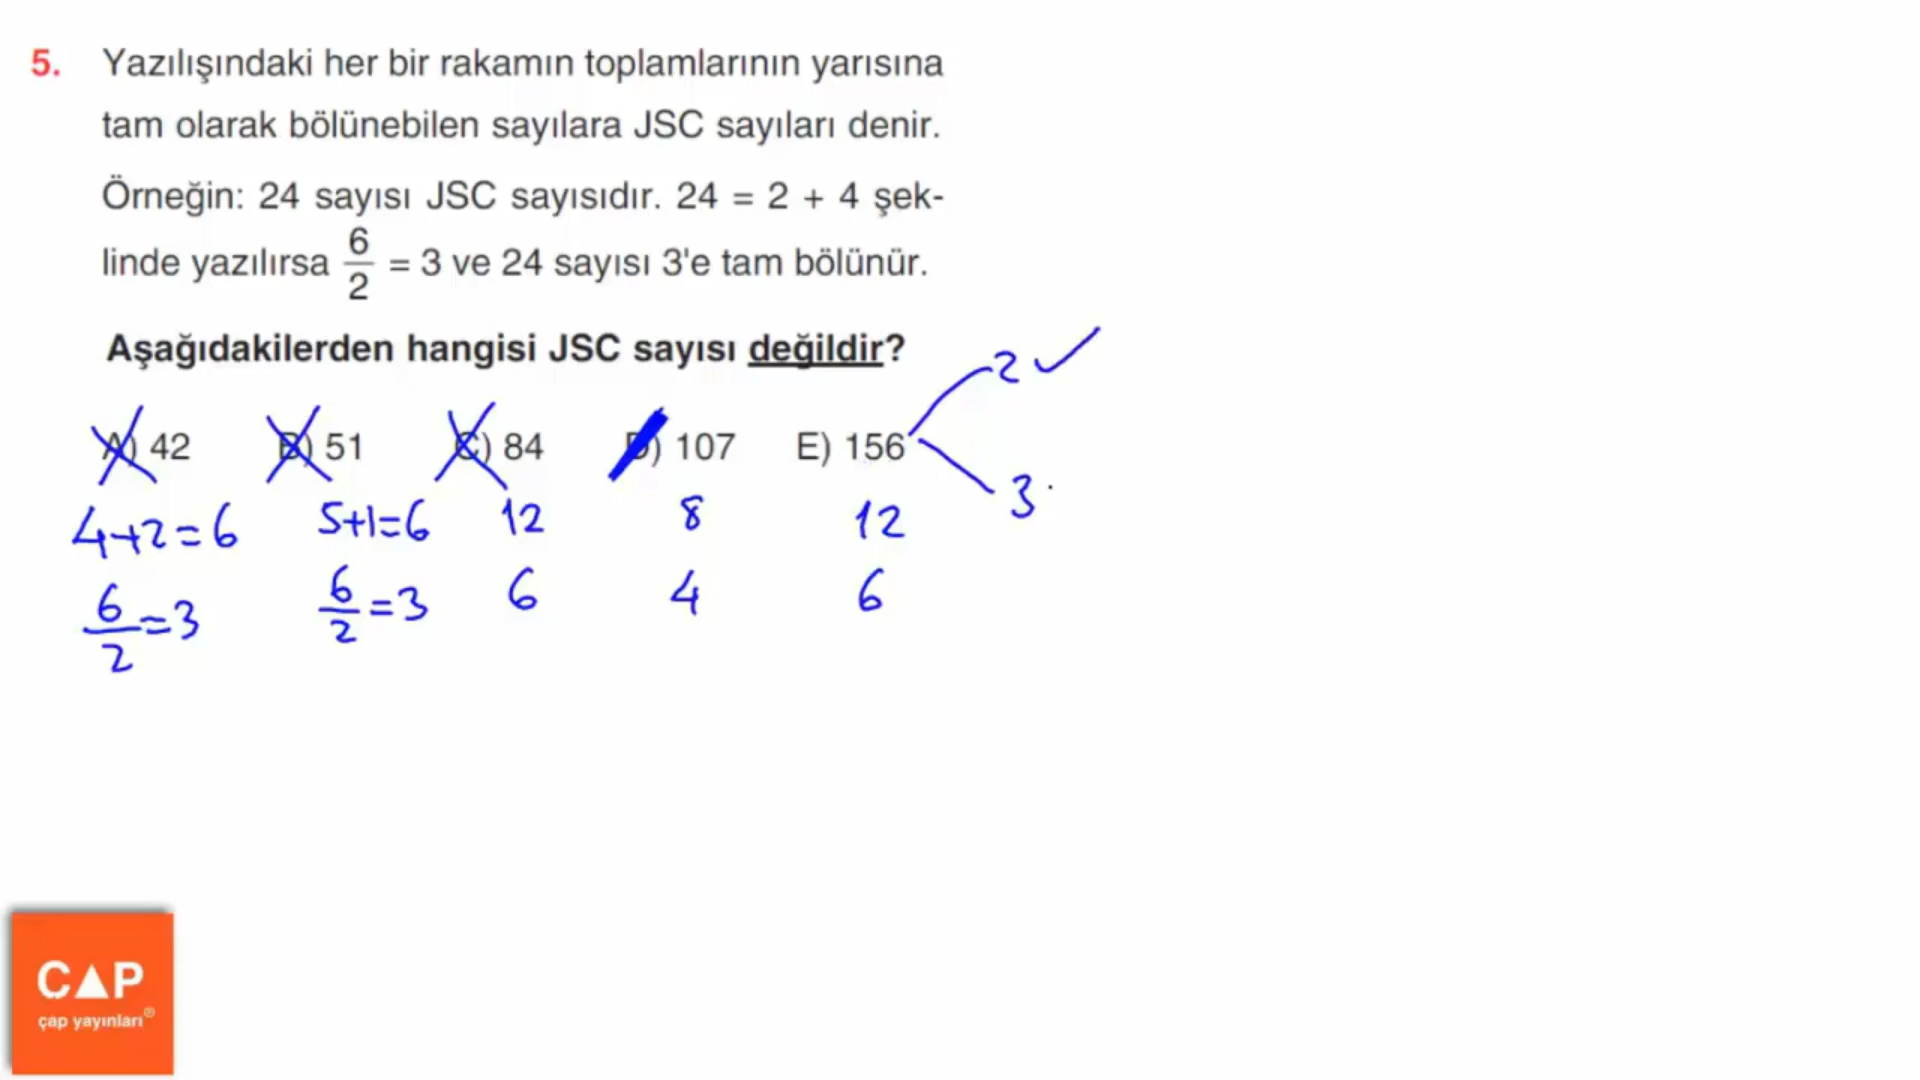 5. Yazılışındaki her bir rakamın toplamlarının yarısına
tam olarak bölünebilen sayılara JSC sayıları denir.
Örneğin: 24 sayısı JSC sayısıdır. 24 = 2 + 4 şek-
linde yazılırsa 6/2 = 3 ve 24 sayısı 3'e tam bölünür.
Aşağıdakilerden hangisi JSC sayısı değildir?
2 ✓
A) 42 B) 51 C) 84 D) 107 E) 156
3
4+2=6 5+1=6 12 8 12
6/2=3 6/2=3 6 4 6
ÇAP
çap yayınları®